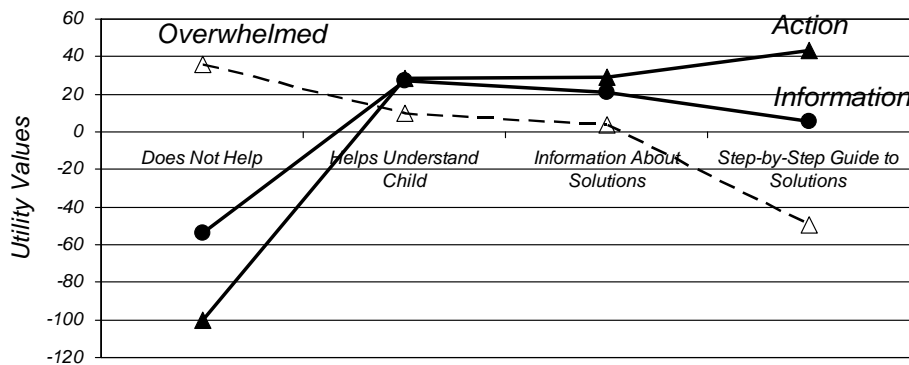 60
40
20
0
-20
-40
-60
-80
-100
-120
Utility Values
Overwhelmed
Action
Information
Does Not Help
Helps Understand
Child
Information About
Solutions
Step-by-Step Guide to
Solutions